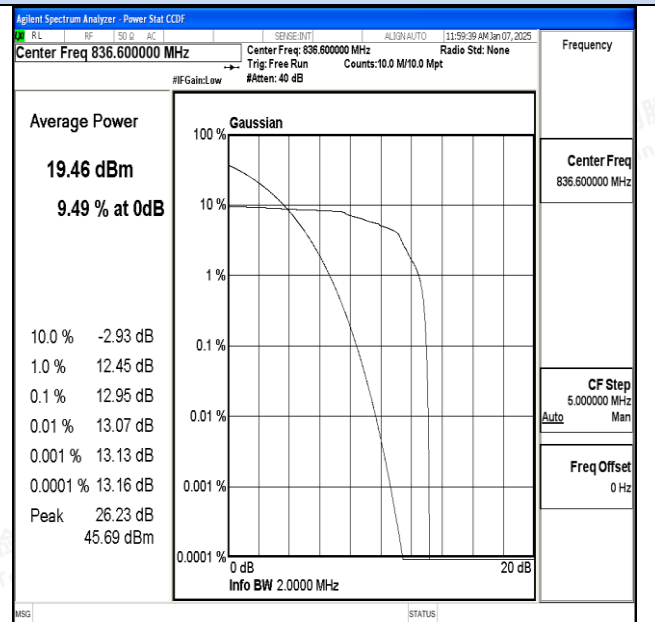 Agilent Spectrum Analyzer - Power Stat CCDF
RL RF 50 Ω AC SENSE:INT ALIGN AUTO 11:59:39 AM Jan 07, 2025
Center Freq 836.600000 MHz
Center Freq: 836.600000 MHz Radio Std: None
Trig: Free Run Counts:10.0 M/10.0 Mpt
#IFGain:Low #Atten: 40 dB
Frequency
Average Power
19.46 dBm
9.49 % at 0dB
10.0 % -2.93 dB
1.0 % 12.45 dB
0.1 % 12.95 dB
0.01 % 13.07 dB
0.001 % 13.13 dB
0.0001 % 13.16 dB
Peak 26.23 dB
45.69 dBm
Gaussian
100 %
10 %
1 %
0.1 %
0.01 %
0.001 %
0.0001 %
0 dB 20 dB
Info BW 2.0000 MHz
Center Freq
836.600000 MHz
CF Step
5.000000 MHz
Auto Man
Freq Offset
0 Hz
MSG STATUS